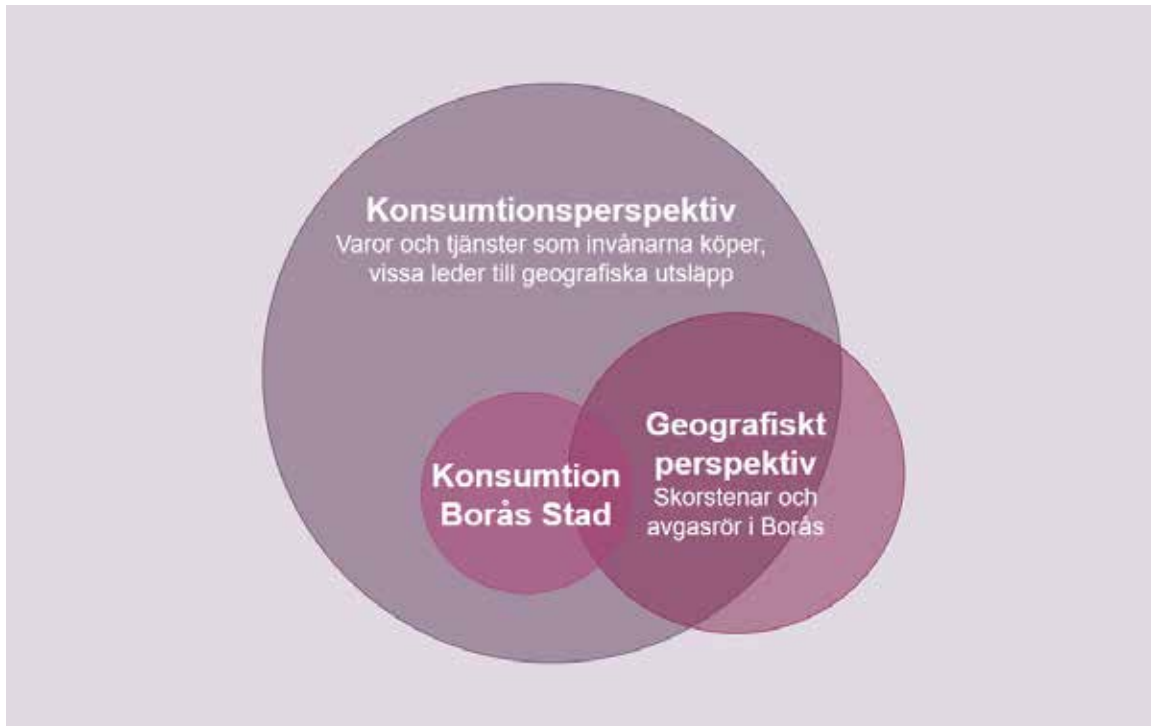 Konsumtionsperspektiv
Varor och tjänster som invånarna köper,
vissa leder till geografiska utsläpp
Geografiskt
perspektiv
Skorstenar och
avgasrör i Borås
Konsumtion
Borås Stad